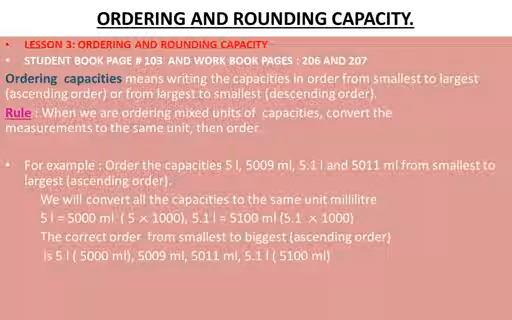 ORDERING AND ROUNDING CAPACITY.
• LESSON 3: ORDERING AND ROUNDING CAPACITY
• STUDENT BOOK PAGE # 103 AND WORK BOOK PAGES : 206 AND 207
Ordering capacities means writing the capacities in order from smallest to largest
(ascending order) or from largest to smallest (descending order).
Rule : When we are ordering mixed units of capacities, convert the
measurements to the same unit, then order.
• For example : Order the capacities 5 l, 5009 ml, 5.1 l and 5011 ml from smallest to
largest (ascending order).
We will convert all the capacities to the same unit millilitre
5 l = 5000 ml ( 5 × 1000), 5.1 l = 5100 ml (5.1 × 1000)
The correct order from smallest to biggest (ascending order)
is 5 l ( 5000 ml), 5009 ml, 5011 ml, 5.1 l ( 5100 ml)